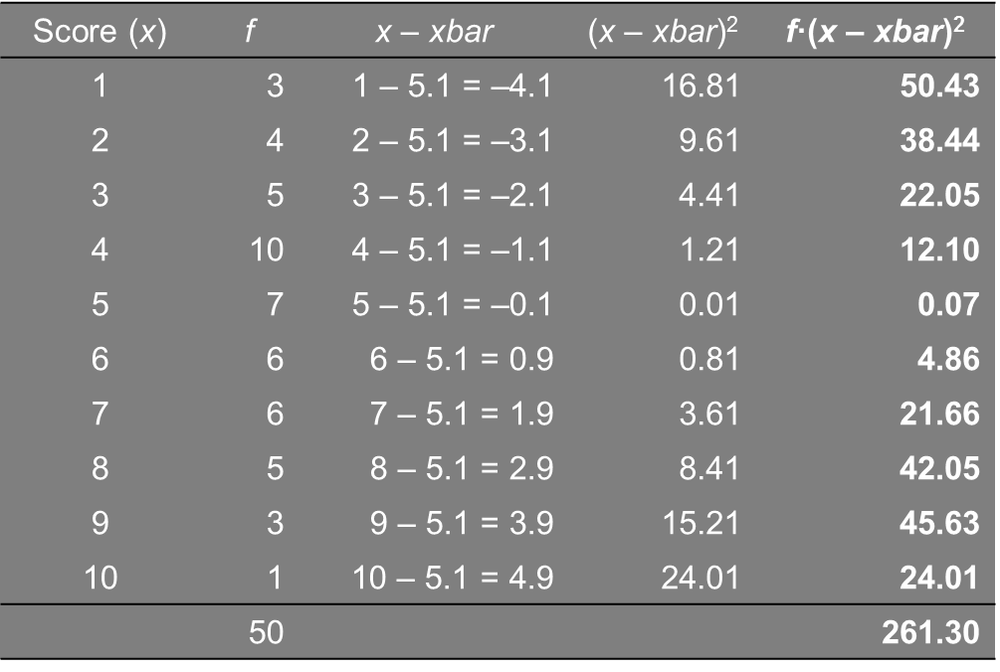 Score (x) f x – xbar (x – xbar)² f·(x – xbar)²
1 3 1 – 5.1 = –4.1 16.81 50.43
2 4 2 – 5.1 = –3.1 9.61 38.44
3 5 3 – 5.1 = –2.1 4.41 22.05
4 10 4 – 5.1 = –1.1 1.21 12.10
5 7 5 – 5.1 = –0.1 0.01 0.07
6 6 6 – 5.1 = 0.9 0.81 4.86
7 6 7 – 5.1 = 1.9 3.61 21.66
8 5 8 – 5.1 = 2.9 8.41 42.05
9 3 9 – 5.1 = 3.9 15.21 45.63
10 1 10 – 5.1 = 4.9 24.01 24.01
50 261.30